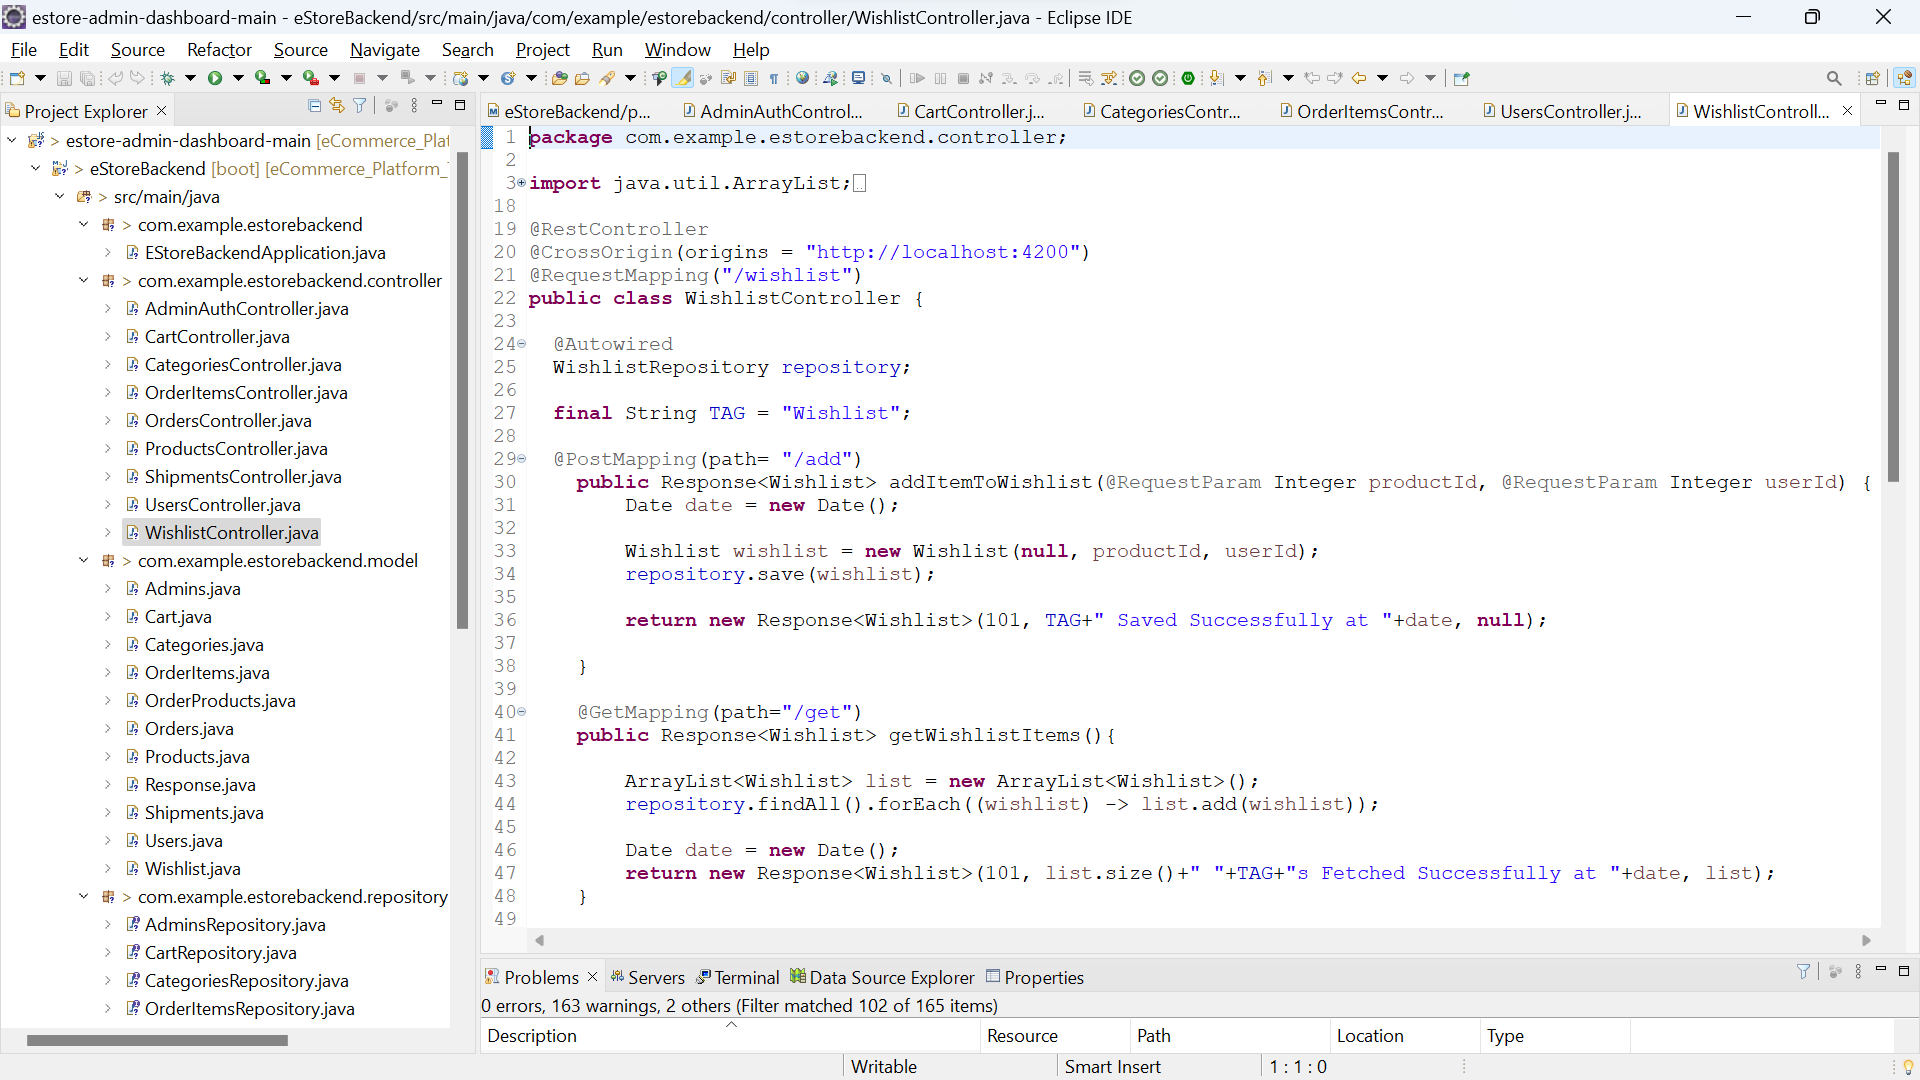 estore-admin-dashboard-main - eStoreBackend/src/main/java/com/example/estorebackend/controller/WishlistController.java - Eclipse IDE
File Edit Source Refactor Source Navigate Search Project Run Window Help
Project Explorer
estore-admin-dashboard-main [eCommerce_Plat
eStoreBackend [boot] [eCommerce_Platform_
src/main/java
com.example.estorebackend
EStoreBackendApplication.java
com.example.estorebackend.controller
AdminAuthController.java
CartController.java
CategoriesController.java
OrderItemsController.java
OrdersController.java
ProductsController.java
ShipmentsController.java
UsersController.java
WishlistController.java
com.example.estorebackend.model
Admins.java
Cart.java
Categories.java
OrderItems.java
OrderProducts.java
Orders.java
Products.java
Response.java
Shipments.java
Users.java
Wishlist.java
com.example.estorebackend.repository
AdminsRepository.java
CartRepository.java
CategoriesRepository.java
OrderItemsRepository.java
eStoreBackend/p... AdminAuthControl... CartController.j... CategoriesContr... OrderItemsContr... UsersController.j... WishlistControll...
1 package com.example.estorebackend.controller;
2
3 import java.util.ArrayList;
18
19 @RestController
20 @CrossOrigin(origins = "http://localhost:4200")
21 @RequestMapping("/wishlist")
22 public class WishlistController {
23
24 @Autowired
25 WishlistRepository repository;
26
27 final String TAG = "Wishlist";
28
29 @PostMapping(path= "/add")
30 public Response<Wishlist> addItemToWishlist(@RequestParam Integer productId, @RequestParam Integer userId) {
31 Date date = new Date();
32
33 Wishlist wishlist = new Wishlist(null, productId, userId);
34 repository.save(wishlist);
35
36 return new Response<Wishlist>(101, TAG+" Saved Successfully at "+date, null);
37
38 }
39
40 @GetMapping(path="/get")
41 public Response<Wishlist> getWishlistItems(){
42
43 ArrayList<Wishlist> list = new ArrayList<Wishlist>();
44 repository.findAll().forEach((wishlist) -> list.add(wishlist));
45
46 Date date = new Date();
47 return new Response<Wishlist>(101, list.size()+" "+TAG+"s Fetched Successfully at "+date, list);
48 }
49
Problems Servers Terminal Data Source Explorer Properties
0 errors, 163 warnings, 2 others (Filter matched 102 of 165 items)
Description Resource Path Location Type
Writable Smart Insert 1 : 1 : 0